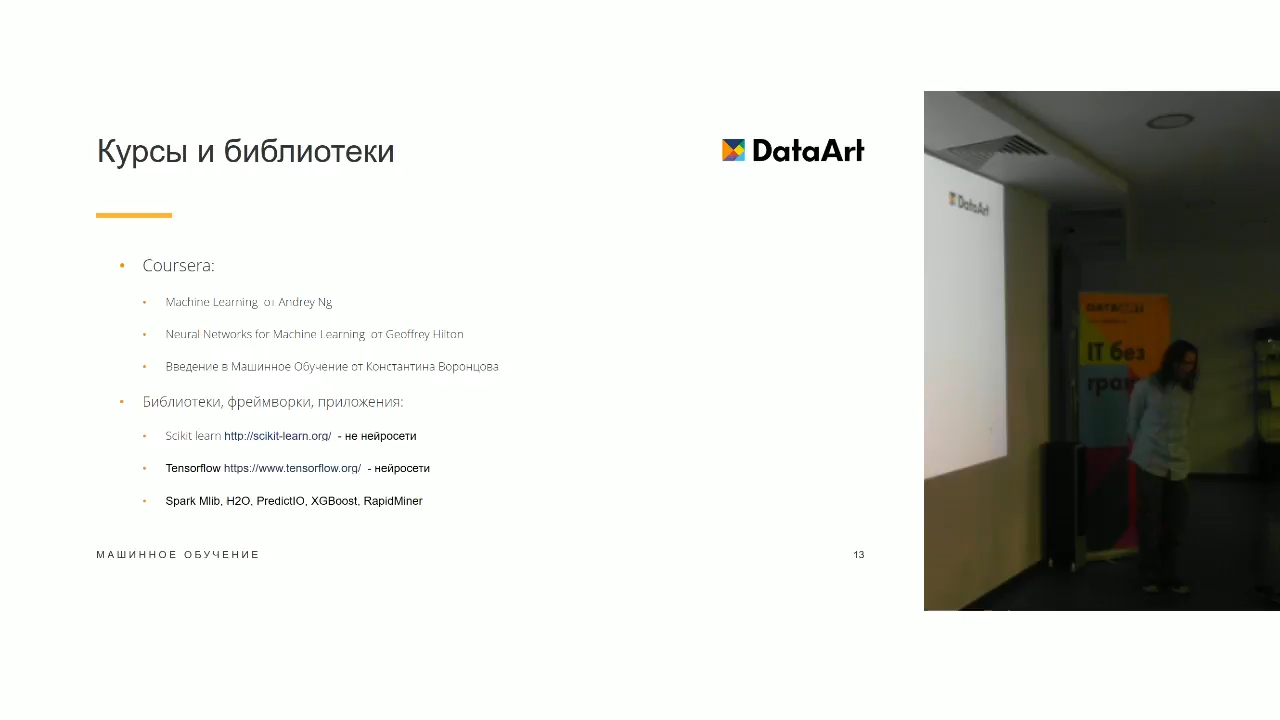 Курсы и библиотеки
DataArt
Coursera:
Machine Learning от Andrey Ng
Neural Networks for Machine Learning от Geoffrey Hilton
Введение в Машинное Обучение от Константина Воронцова
Библиотеки, фреймворки, приложения:
Scikit learn http://scikit-learn.org/ - не нейросети
Tensorflow https://www.tensorflow.org/ - нейросети
Spark Mlib, H2O, PredictIO, XGBoost, RapidMiner
МАШИННОЕ ОБУЧЕНИЕ
13
DataArt
IT без